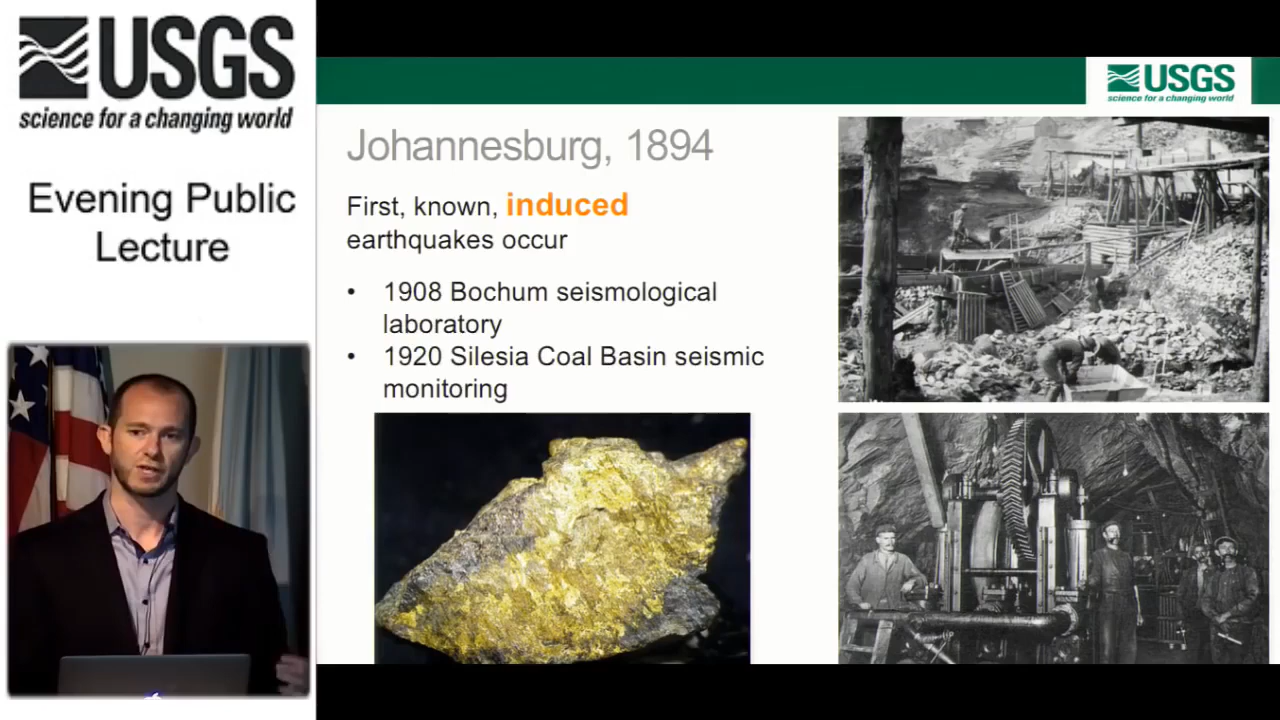 USGS
science for a changing world
Evening Public
Lecture
USGS
science for a changing world
Johannesburg, 1894
First, known, induced
earthquakes occur
• 1908 Bochum seismological
laboratory
• 1920 Silesia Coal Basin seismic
monitoring